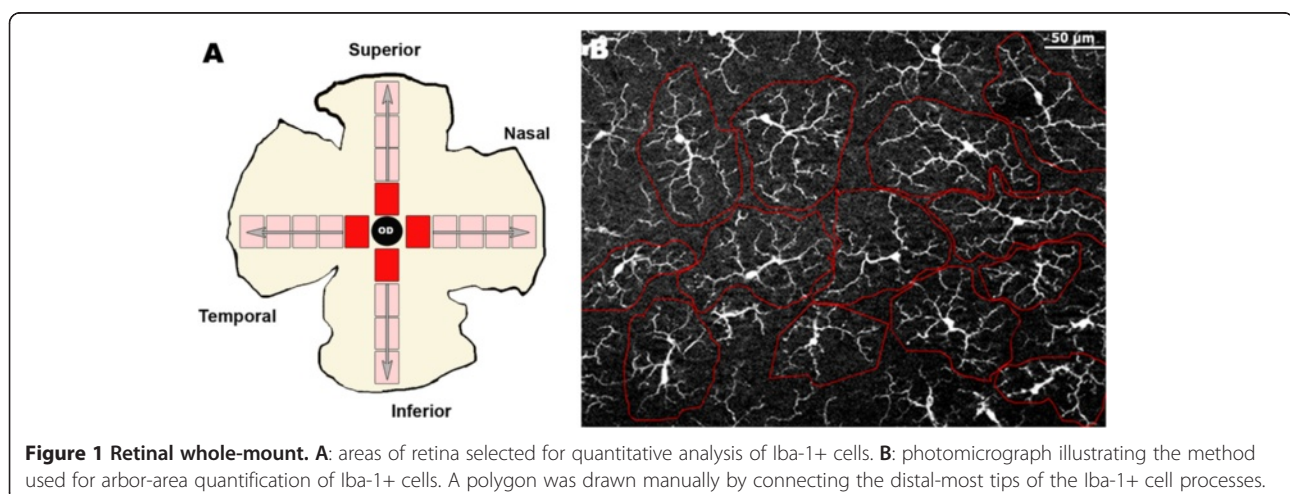 A
Superior
Nasal
OD
Temporal
Inferior
B
50 µm
Figure 1 Retinal whole-mount. A: areas of retina selected for quantitative analysis of Iba-1+ cells. B: photomicrograph illustrating the method
used for arbor-area quantification of Iba-1+ cells. A polygon was drawn manually by connecting the distal-most tips of the Iba-1+ cell processes.